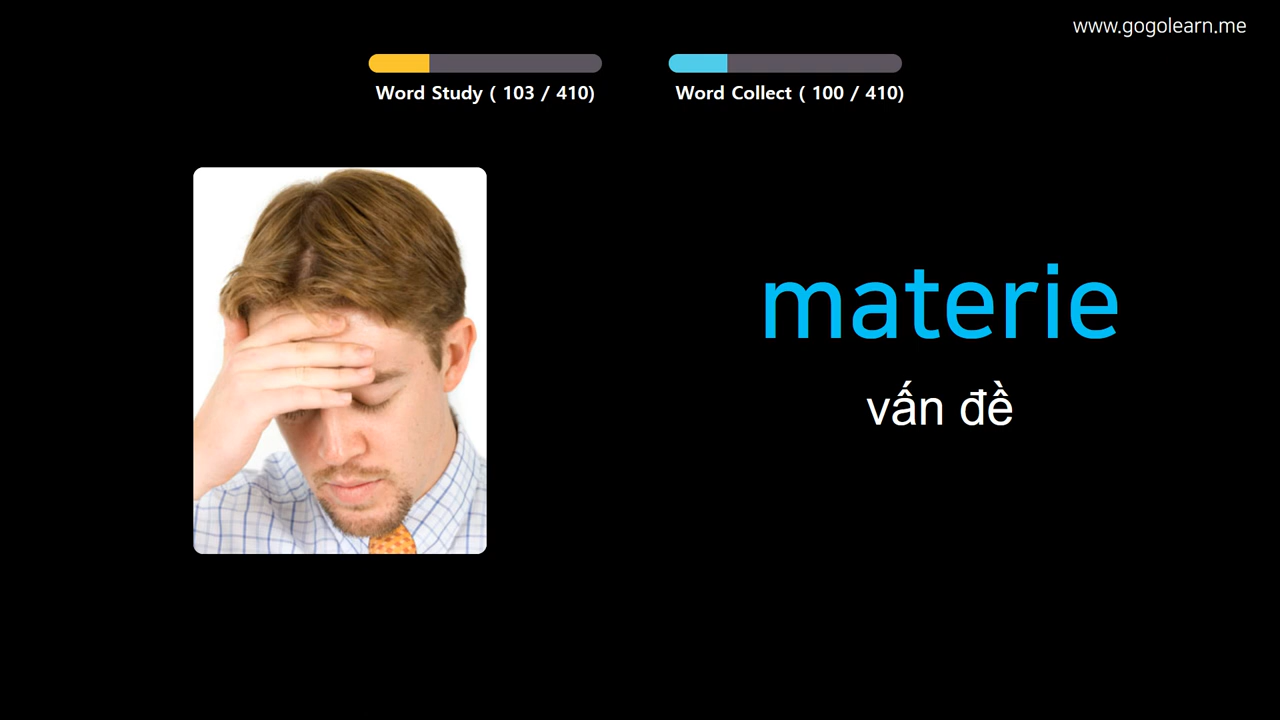 www.gogolearn.me
Word Study ( 103 / 410)
Word Collect ( 100 / 410)
materie
vấn đề